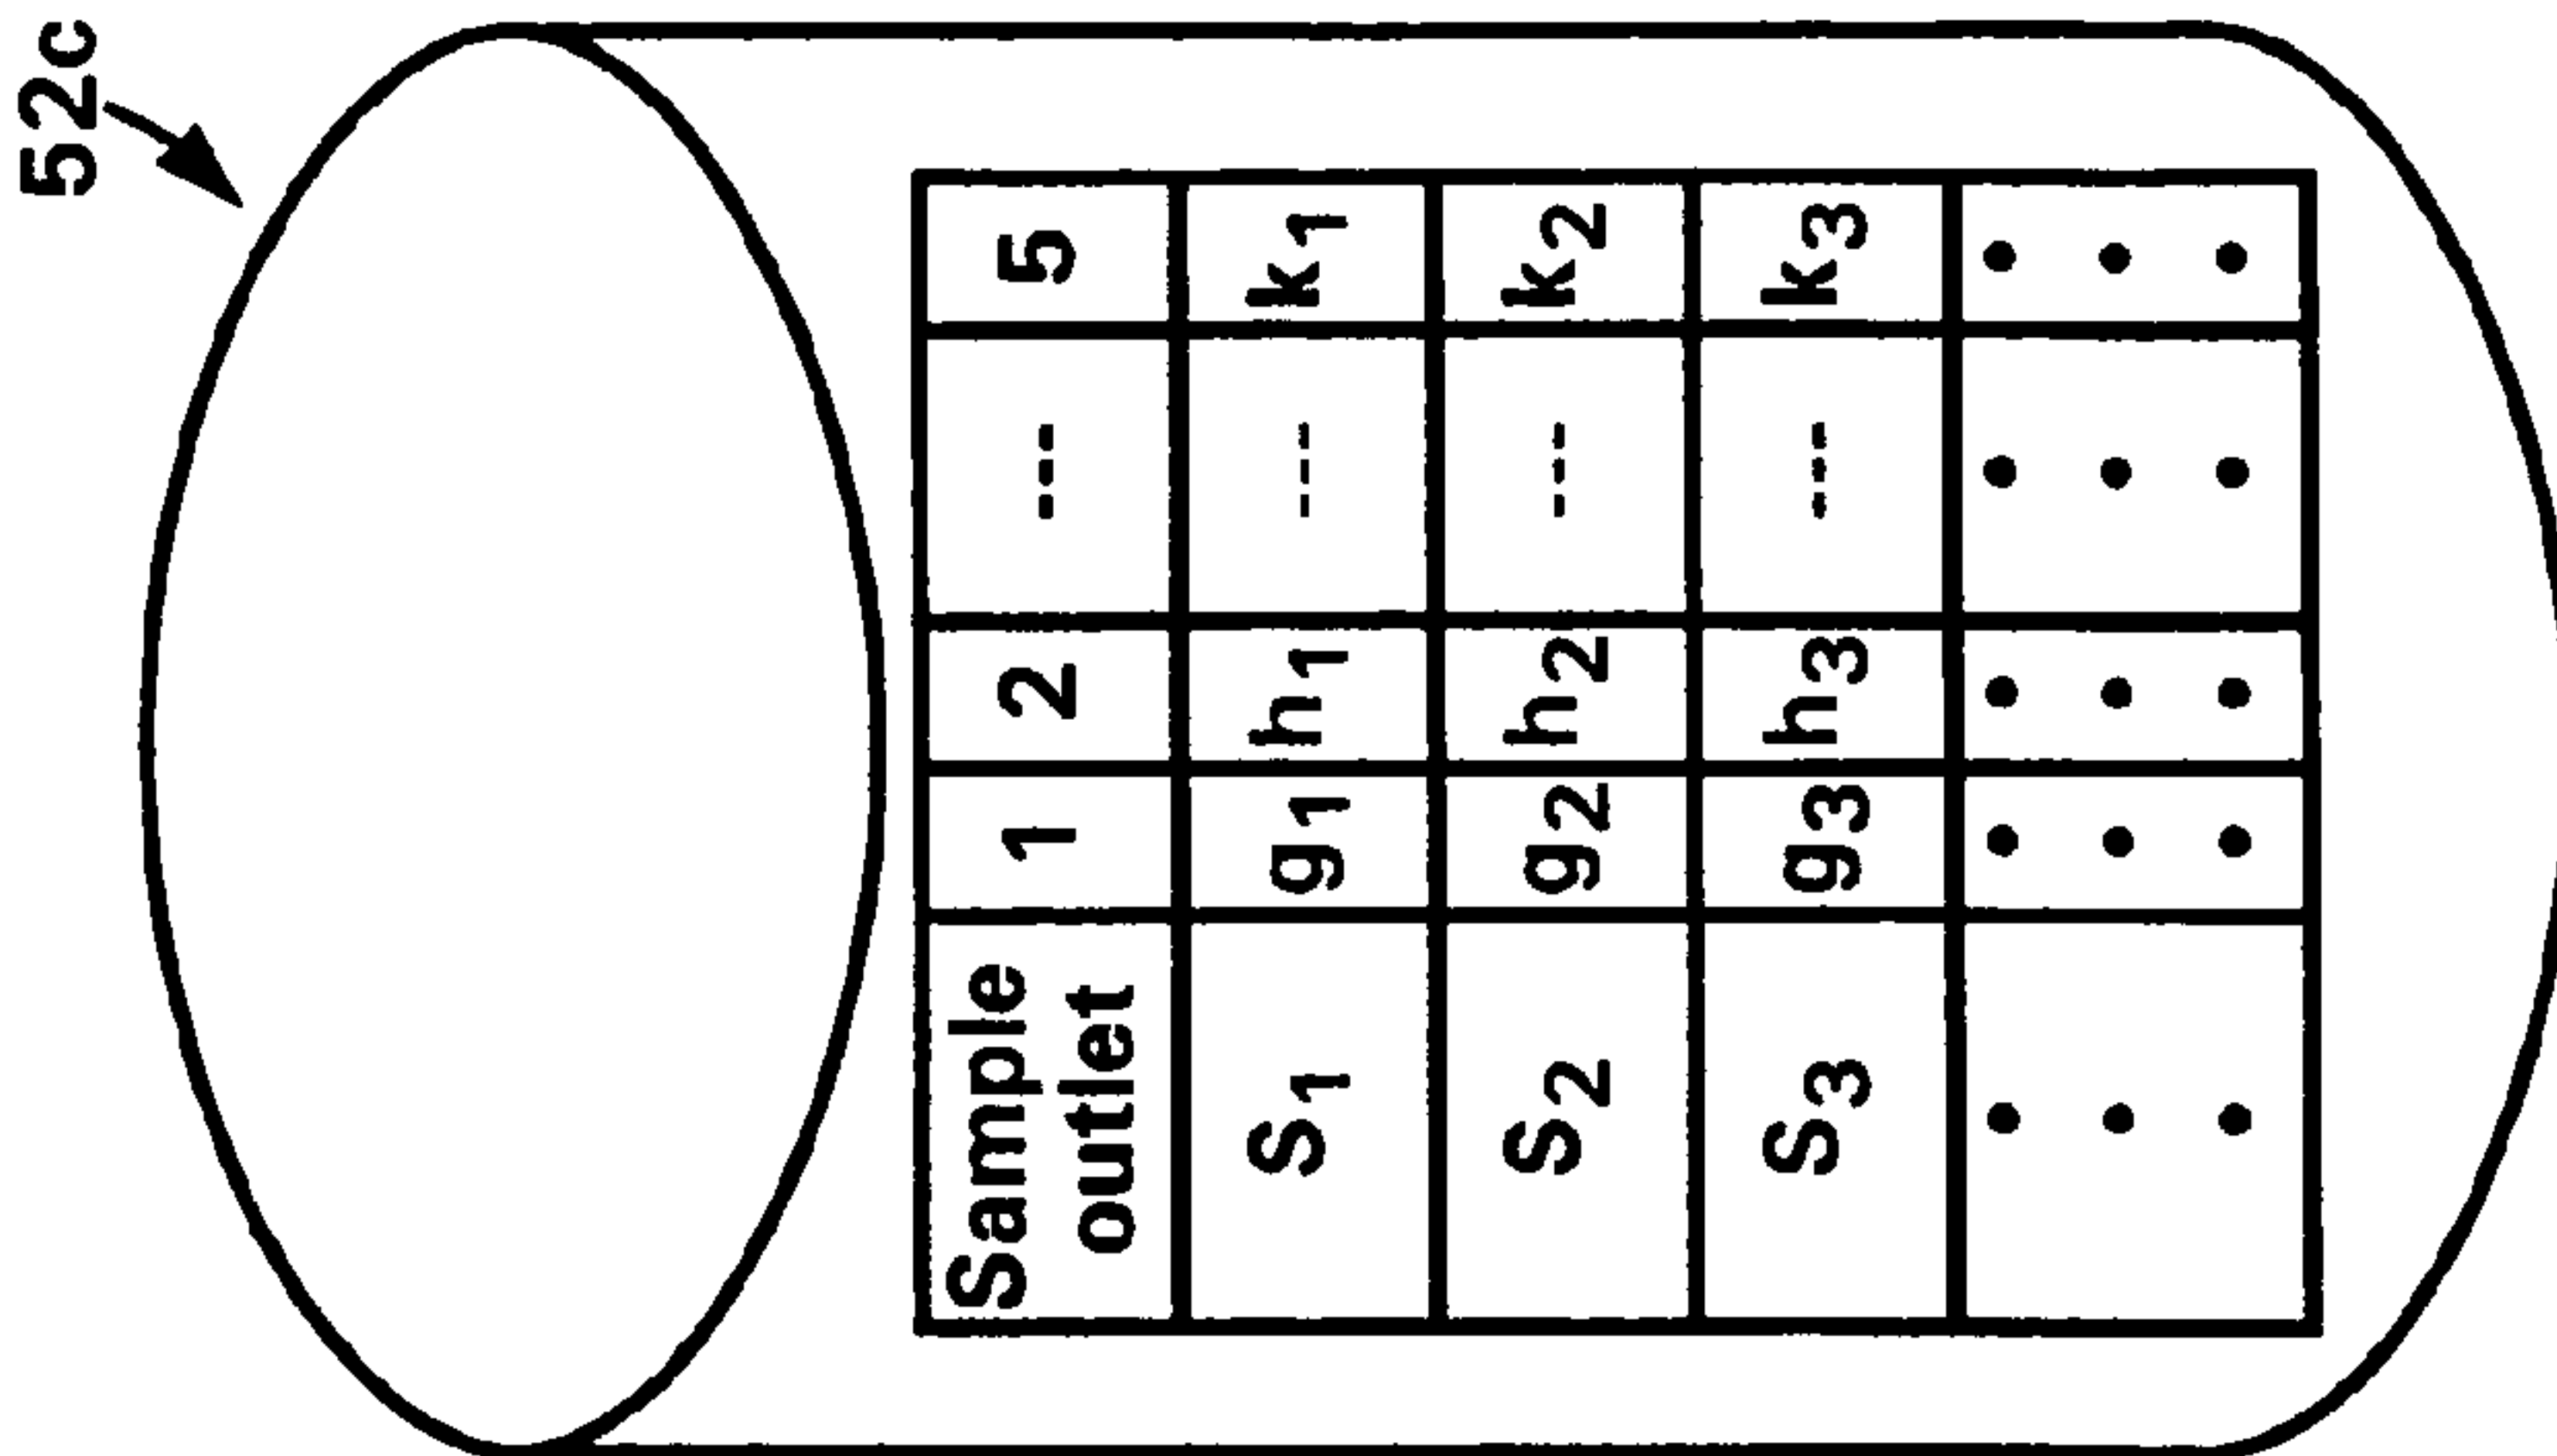 52c
Sample outlet 1 2 --- 5
S1 g1 h1 --- k1
S2 g2 h2 --- k2
S3 g3 h3 --- k3